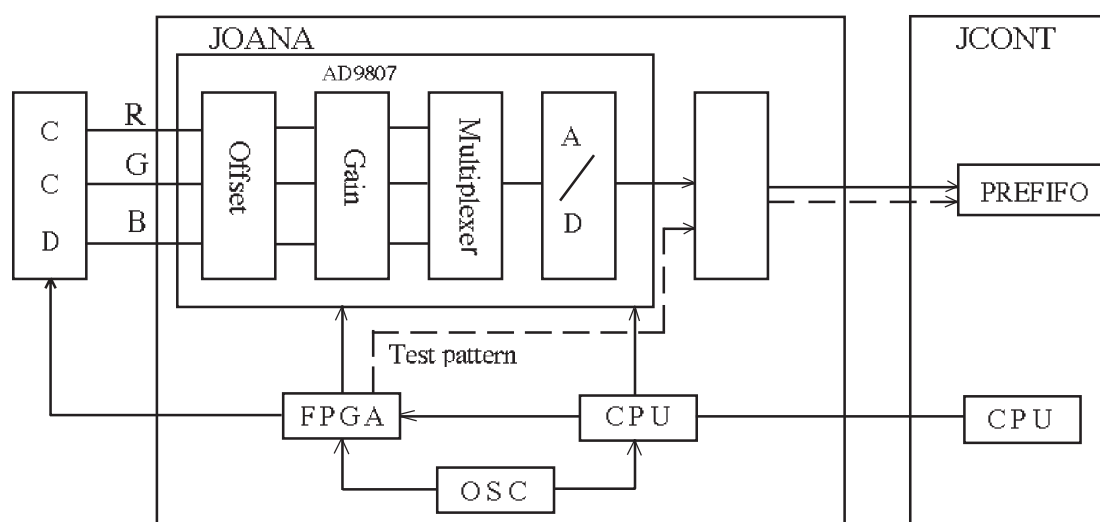 JOANA
JCONT
AD9807
C
C
D
R
G
B
Offset
Gain
Multiplexer
A
D
PREFIFO
Test pattern
FPGA
CPU
CPU
OSC